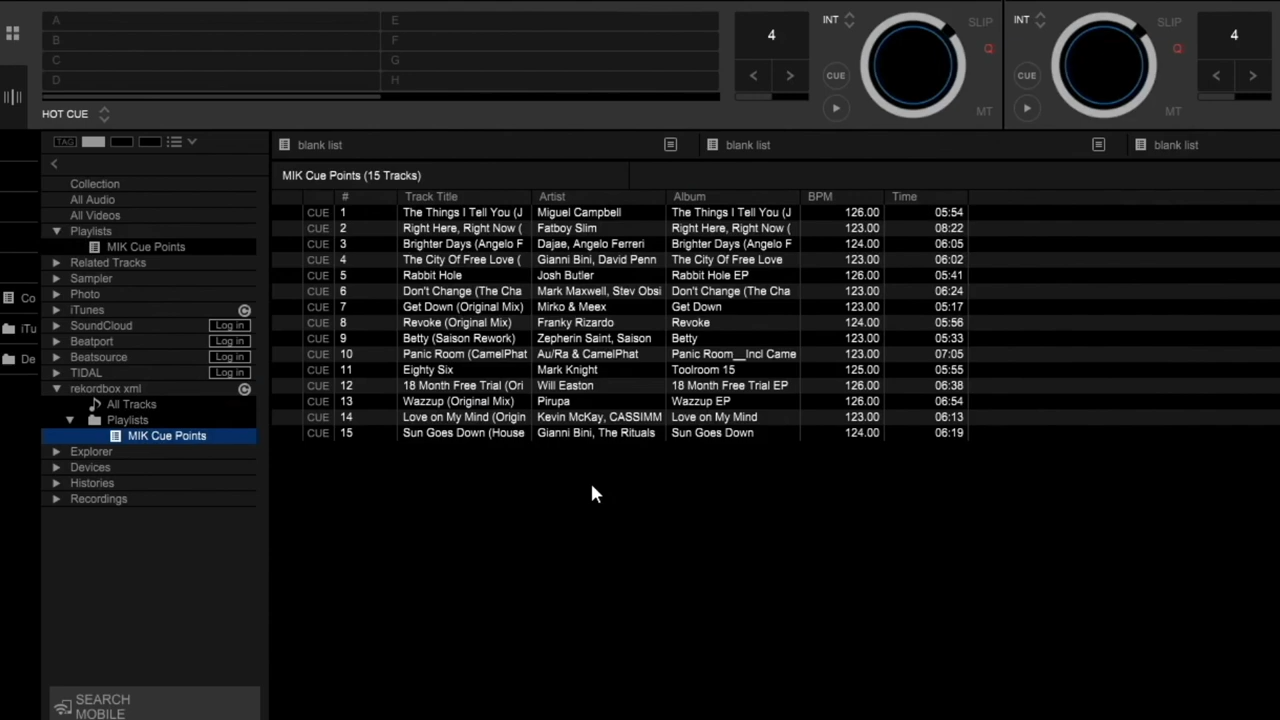 A E
B F
C G
D H
HOT CUE
4
< >
INT
SLIP
Q
CUE
MT
INT
SLIP
Q
CUE
MT
4
< >
TAG
blank list
blank list
blank list
MIK Cue Points (15 Tracks)
Collection
All Audio
All Videos
Playlists
MIK Cue Points
Related Tracks
Sampler
Photo
iTunes
SoundCloud Log in
Beatport Log in
Beatsource Log in
TIDAL Log in
rekordbox xml
All Tracks
Playlists
MIK Cue Points
Explorer
Devices
Histories
Recordings
Co
iTu
De
SEARCH
MOBILE
# Track Title Artist Album BPM Time
CUE 1 The Things I Tell You (J Miguel Campbell The Things I Tell You (J 126.00 05:54
CUE 2 Right Here, Right Now ( Fatboy Slim Right Here, Right Now ( 123.00 08:22
CUE 3 Brighter Days (Angelo F Dajae, Angelo Ferreri Brighter Days (Angelo F 124.00 06:05
CUE 4 The City Of Free Love ( Gianni Bini, David Penn The City Of Free Love 123.00 06:02
CUE 5 Rabbit Hole Josh Butler Rabbit Hole EP 126.00 05:41
CUE 6 Don't Change (The Cha Mark Maxwell, Stev Obsi Don't Change (The Cha 123.00 06:24
CUE 7 Get Down (Original Mix) Mirko & Meex Get Down 123.00 05:17
CUE 8 Revoke (Original Mix) Franky Rizardo Revoke 124.00 05:56
CUE 9 Betty (Saison Rework) Zepherin Saint, Saison Betty 123.00 05:33
CUE 10 Panic Room (CamelPhat Au/Ra & CamelPhat Panic Room__Incl Came 123.00 07:05
CUE 11 Eighty Six Mark Knight Toolroom 15 125.00 05:55
CUE 12 18 Month Free Trial (Ori Will Easton 18 Month Free Trial EP 126.00 06:38
CUE 13 Wazzup (Original Mix) Pirupa Wazzup EP 126.00 06:54
CUE 14 Love on My Mind (Origin Kevin McKay, CASSIMM Love on My Mind 123.00 06:13
CUE 15 Sun Goes Down (House Gianni Bini, The Rituals Sun Goes Down 124.00 06:19